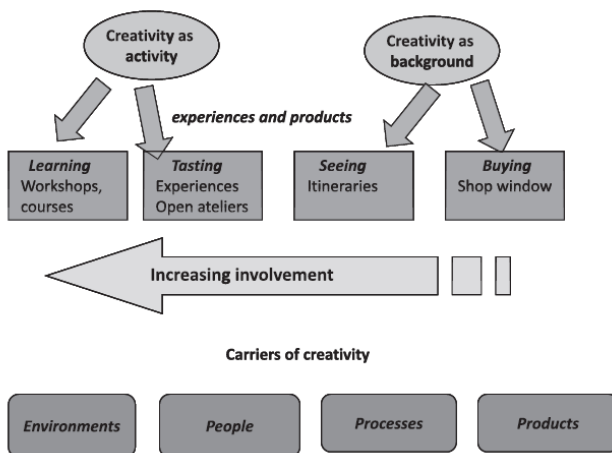 Creativity as
activity
Creativity as
background
experiences and products
Learning
Workshops,
courses
Tasting
Experiences
Open ateliers
Seeing
Itineraries
Buying
Shop window
Increasing involvement
Carriers of creativity
Environments
People
Processes
Products